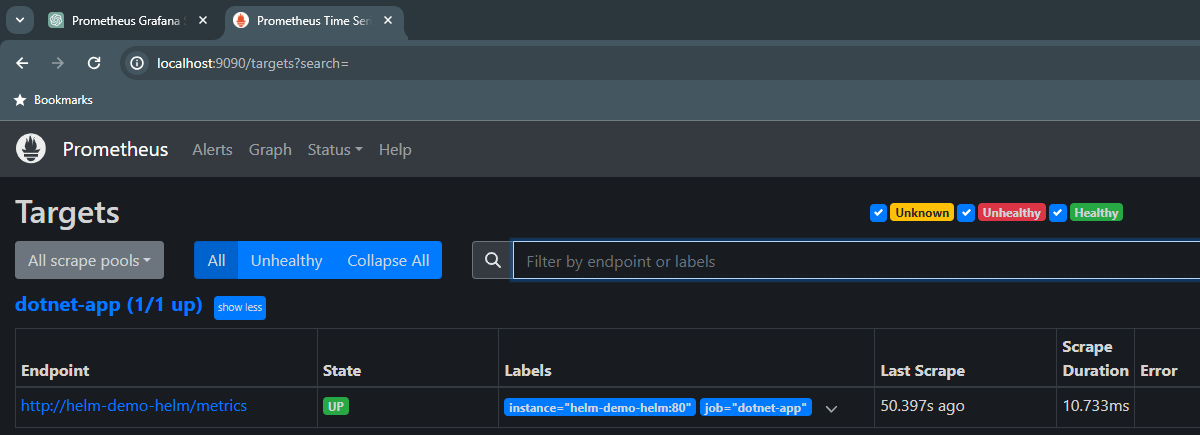 Prometheus Grafana S
Prometheus Time Seri
localhost:9090/targets?search=
Bookmarks
Prometheus Alerts Graph Status Help
Targets
Unknown Unhealthy Healthy
All scrape pools All Unhealthy Collapse All Filter by endpoint or labels
dotnet-app (1/1 up) show less
Endpoint State Labels Last Scrape Scrape Duration Error
http://helm-demo-helm/metrics UP instance="helm-demo-helm:80" job="dotnet-app" 50.397s ago 10.733ms